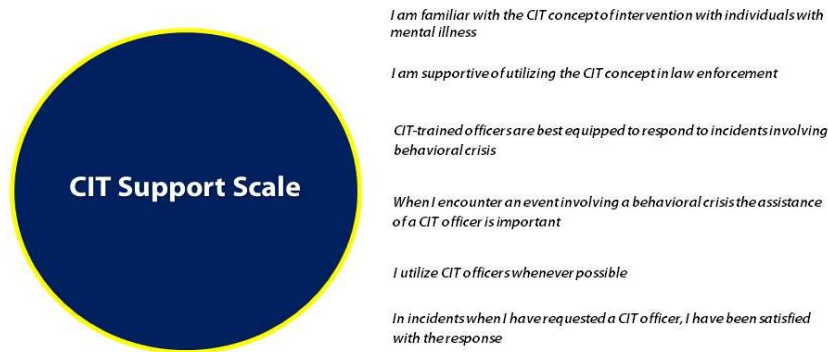 I am familiar with the CIT concept of intervention with individuals with
mental illness
I am supportive of utilizing the CIT concept in law enforcement
CIT-trained officers are best equipped to respond to incidents involving
behavioral crisis
CIT Support Scale
When I encounter an event involving a behavioral crisis the assistance
of a CIT officer is important
I utilize CIT officers whenever possible
In incidents when I have requested a CIT officer, I have been satisfied
with the response